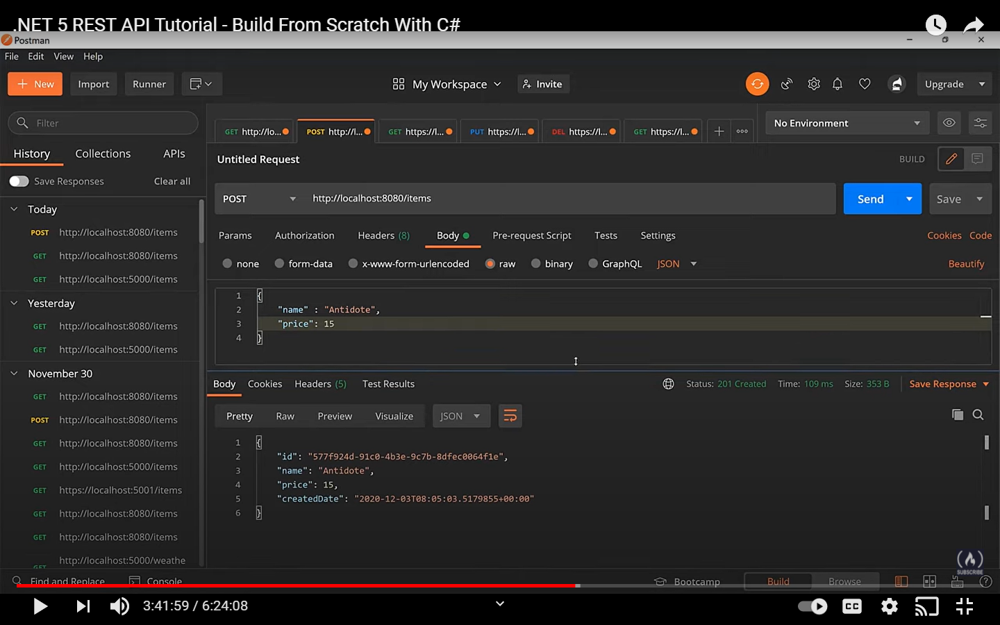 .NET 5 REST API Tutorial - Build From Scratch With C#
Postman
File Edit View Help
+ New Import Runner My Workspace Invite Upgrade
Filter
History Collections APIs
Save Responses Clear all
Today
POST http://localhost:8080/items
GET http://localhost:8080/items
GET http://localhost:5000/items
Yesterday
GET http://localhost:8080/items
GET http://localhost:5000/items
November 30
GET http://localhost:8080/items
POST http://localhost:8080/items
GET http://localhost:8080/items
GET http://localhost:5000/items
GET https://localhost:5001/items
GET http://localhost:8080/items
GET http://localhost:8080/items
GET http://localhost:5000/weathe
GET http://lo... POST http://l... GET https://l... PUT https://l... DEL https://l... GET https://l... + ooo No Environment
Untitled Request BUILD
POST http://localhost:8080/items Send Save
Params Authorization Headers (8) Body Pre-request Script Tests Settings Cookies Code
none form-data x-www-form-urlencoded raw binary GraphQL JSON Beautify
1 {
2 "name" : "Antidote",
3 "price": 15
4 }
Body Cookies Headers (5) Test Results Status: 201 Created Time: 109 ms Size: 353 B Save Response
Pretty Raw Preview Visualize JSON
1 {
2 "id": "577f924d-91c0-4b3e-9c7b-8dfec0064f1e",
3 "name": "Antidote",
4 "price": 15,
5 "createdDate": "2020-12-03T08:05:03.5179855+00:00"
6 }
SUBSCRIBE
Find and Replace Console Bootcamp Build Browse
3:41:59 / 6:24:08 CC